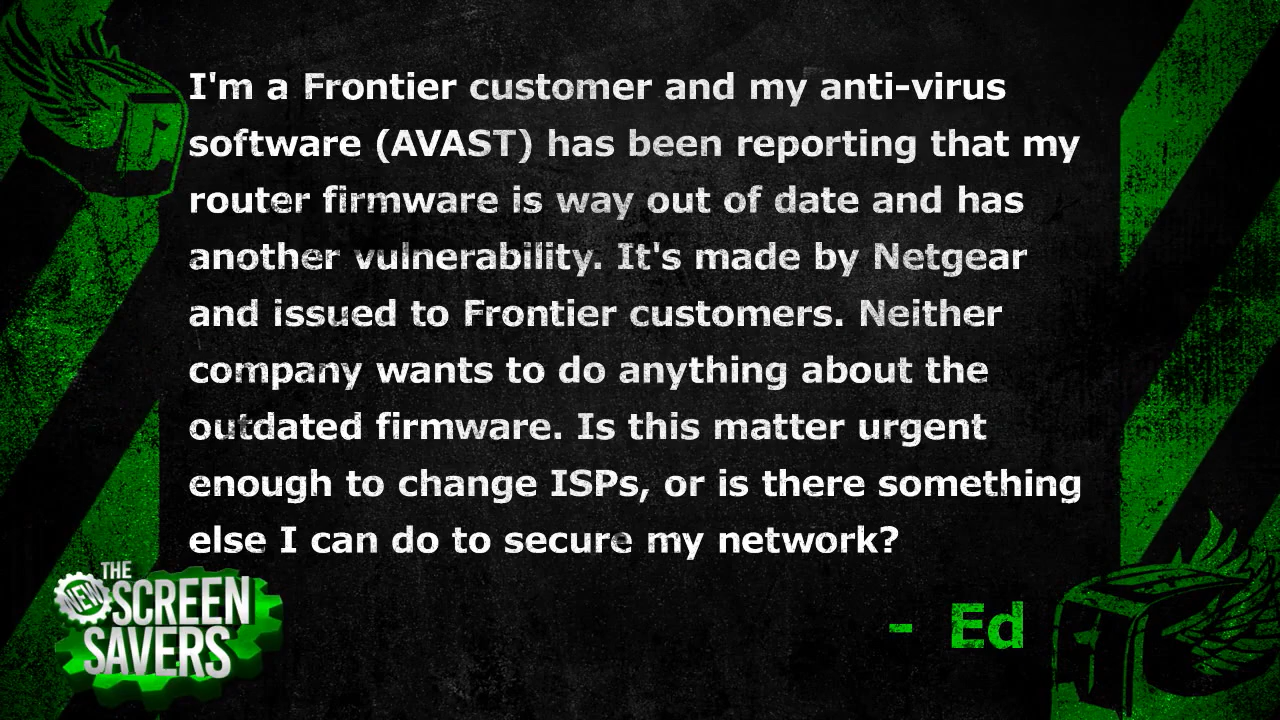 I'm a Frontier customer and my anti-virus
software (AVAST) has been reporting that my
router firmware is way out of date and has
another vulnerability. It's made by Netgear
and issued to Frontier customers. Neither
company wants to do anything about the
outdated firmware. Is this matter urgent
enough to change ISPs, or is there something
else I can do to secure my network?
- Ed
THE
NEW SCREEN
SAVERS